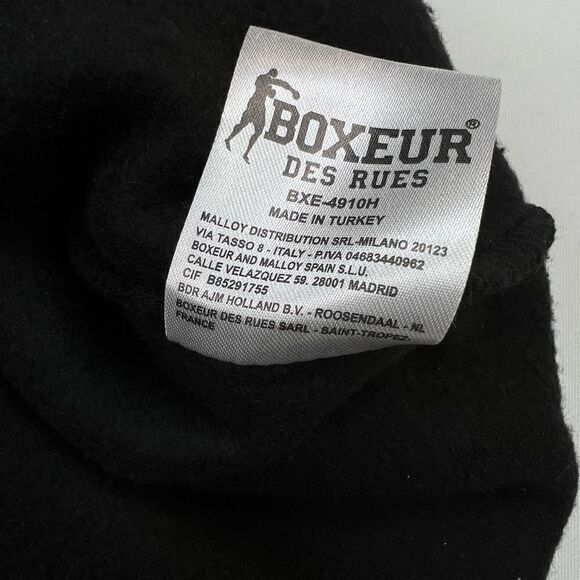 BOXEUR®
DES RUES
BXE-4910H
MADE IN TURKEY
MALLOY DISTRIBUTION SRL-MILANO 20123
VIA TASSO 8 - ITALY - P.IVA 04683440962
BOXEUR AND MALLOY SPAIN S.L.U.
CALLE VELAZQUEZ 59. 28001 MADRID
CIF B85291755
BDR AJM HOLLAND B.V. - ROOSENDAAL - NL
BOXEUR DES RUES SARL - SAINT-TROPEZ-
FRANCE